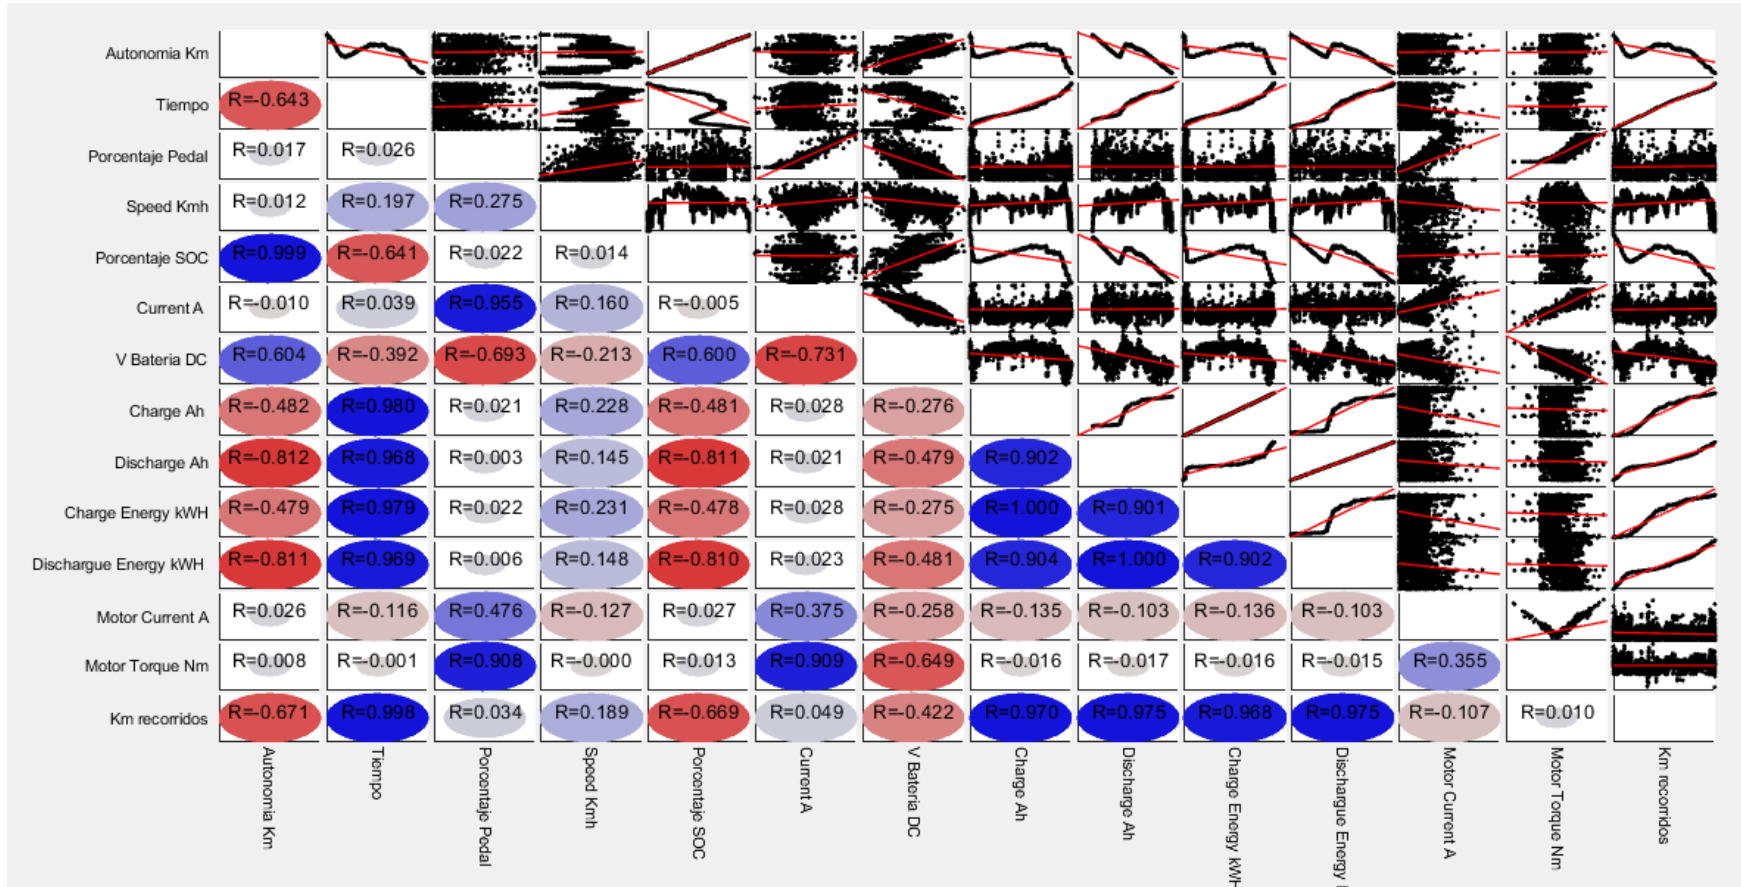 Autonomia Km
Tiempo R=-0.643
Porcentaje Pedal R=0.017 R=0.026
Speed Kmh R=0.012 R=0.197 R=0.275
Porcentaje SOC R=0.999 R=-0.641 R=0.022 R=0.014
Current A R=-0.010 R=0.039 R=0.955 R=0.160 R=-0.005
V Bateria DC R=0.604 R=-0.392 R=-0.693 R=-0.213 R=0.600 R=-0.731
Charge Ah R=-0.482 R=0.980 R=0.021 R=0.228 R=-0.481 R=0.028 R=-0.276
Discharge Ah R=-0.812 R=0.968 R=0.003 R=0.145 R=-0.811 R=0.021 R=-0.479 R=0.902
Charge Energy kWH R=-0.479 R=0.979 R=0.022 R=0.231 R=-0.478 R=0.028 R=-0.275 R=1.000 R=0.901
Dischargue Energy kWH R=-0.811 R=0.969 R=0.006 R=0.148 R=-0.810 R=0.023 R=-0.481 R=0.904 R=1.000 R=0.902
Motor Current A R=0.026 R=-0.116 R=0.476 R=-0.127 R=0.027 R=0.375 R=-0.258 R=-0.135 R=-0.103 R=-0.136 R=-0.103
Motor Torque Nm R=0.008 R=-0.001 R=0.908 R=-0.000 R=0.013 R=0.909 R=-0.649 R=-0.016 R=-0.017 R=-0.016 R=-0.015 R=0.355
Km recorridos R=-0.671 R=0.998 R=0.034 R=0.189 R=-0.669 R=0.049 R=-0.422 R=0.970 R=0.975 R=0.968 R=0.975 R=-0.107 R=0.010
Autonomia Km
Tiempo
Porcentaje Pedal
Speed Kmh
Porcentaje SOC
Current A
V Bateria DC
Charge Ah
Discharge Ah
Charge Energy kWH
Dischargue Energy
Motor Current A
Motor Torque Nm
Km recorridos